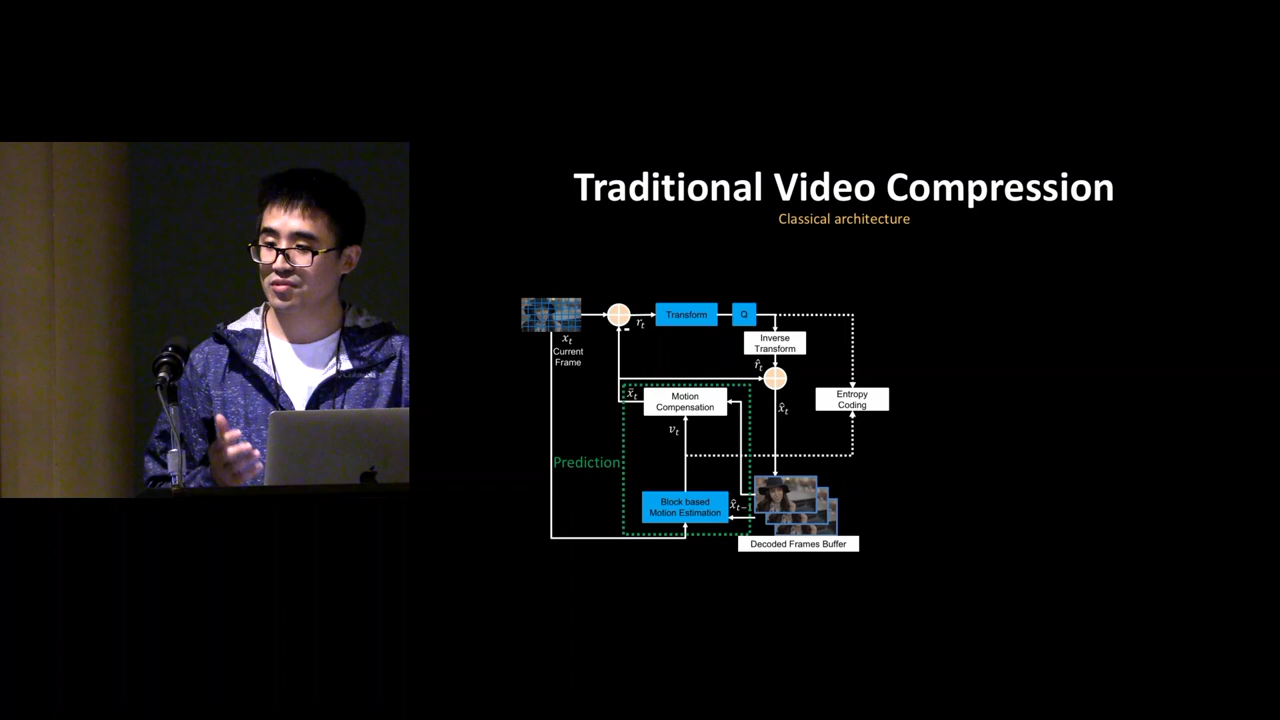 Traditional Video Compression
Classical architecture
x_t
Current
Frame
-
r_t
Transform
Q
Inverse
Transform
r̂_t
Entropy
Coding
x̄_t
Motion
Compensation
x̂_t
v_t
Prediction
Block based
Motion Estimation
x̂_{t-1}
Decoded Frames Buffer